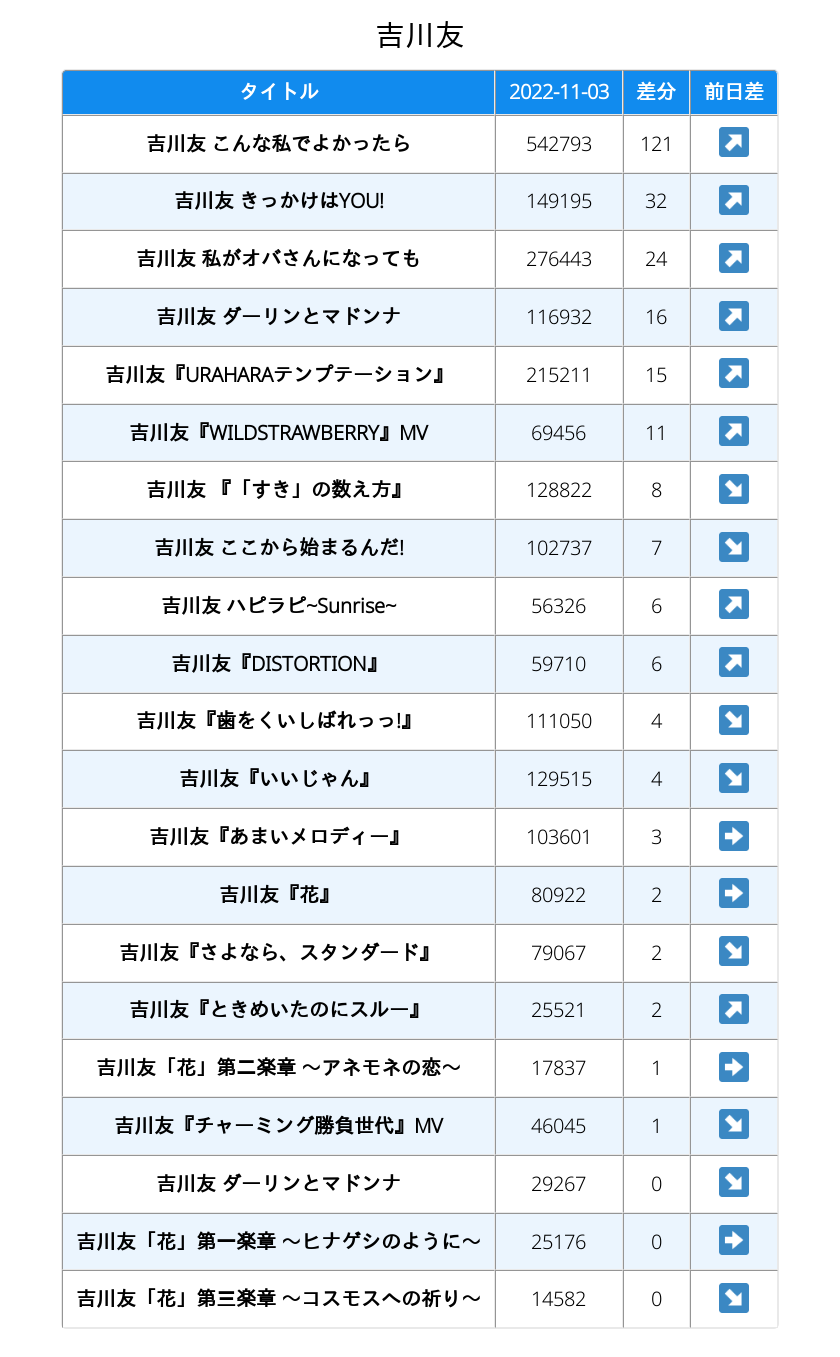 吉川友
タイトル 2022-11-03 差分 前日差
吉川友 こんな私でよかったら 542793 121 ↗
吉川友 きっかけはYOU! 149195 32 ↗
吉川友 私がオバさんになっても 276443 24 ↗
吉川友 ダーリンとマドンナ 116932 16 ↗
吉川友『URAHARAテンプテーション』 215211 15 ↗
吉川友『WILDSTRAWBERRY』MV 69456 11 ↗
吉川友 『「すき」の数え方』 128822 8 ↘
吉川友 ここから始まるんだ! 102737 7 ↘
吉川友 ハピラピ~Sunrise~ 56326 6 ↗
吉川友『DISTORTION』 59710 6 ↗
吉川友『歯をくいしばれっっ!』 111050 4 ↘
吉川友『いいじゃん』 129515 4 ↘
吉川友『あまいメロディー』 103601 3 ➡
吉川友『花』 80922 2 ➡
吉川友『さよなら、スタンダード』 79067 2 ↘
吉川友『ときめいたのにスルー』 25521 2 ↗
吉川友「花」第二楽章 〜アネモネの恋〜 17837 1 ➡
吉川友『チャーミング勝負世代』MV 46045 1 ↘
吉川友 ダーリンとマドンナ 29267 0 ↘
吉川友「花」第一楽章 〜ヒナゲシのように〜 25176 0 ➡
吉川友「花」第三楽章 〜コスモスへの祈り〜 14582 0 ↘